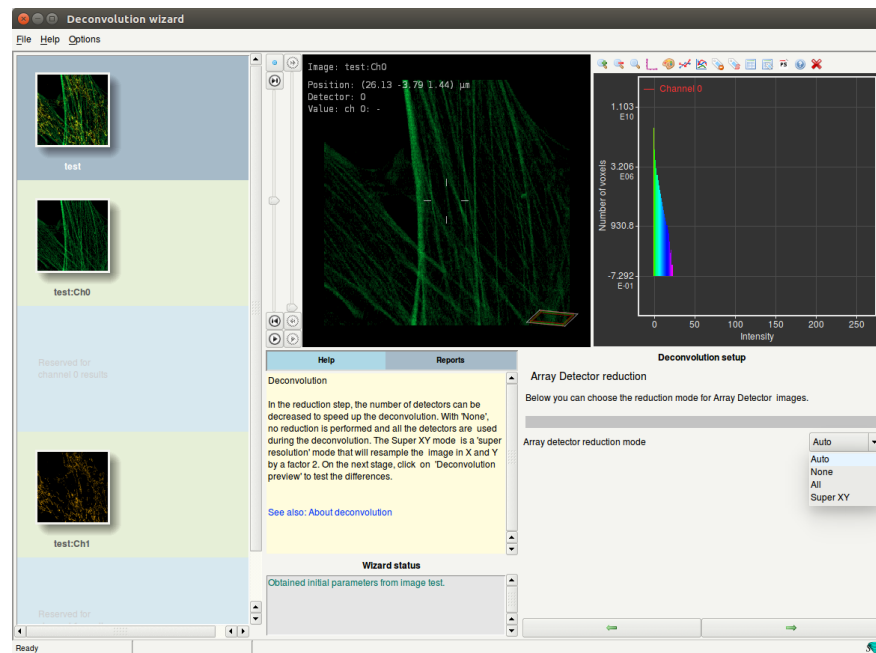 Deconvolution wizard
File Help Options
test
test:Ch0
Reserved for
channel 0 results
test:Ch1
Reserved for
Image: test:Ch0
Position: (26.13 -3.79 1.44) μm
Detector: 0
Value: ch 0: -
Channel 0
Number of voxels
1.103
E10
3.206
E06
930.8
-7.292
E-01
0 50 100 150 200 250
Intensity
Help Reports
Deconvolution
In the reduction step, the number of detectors can be
decreased to speed up the deconvolution. With 'None',
no reduction is performed and all the detectors are used
during the deconvolution. The Super XY mode is a 'super
resolution' mode that will resample the image in X and Y
by a factor 2. On the next stage, click on 'Deconvolution
preview' to test the differences.
See also: About deconvolution
Wizard status
Obtained initial parameters from image test.
Deconvolution setup
Array Detector reduction
Below you can choose the reduction mode for Array Detector images.
Array detector reduction mode
Auto
Auto
None
All
Super XY
Ready